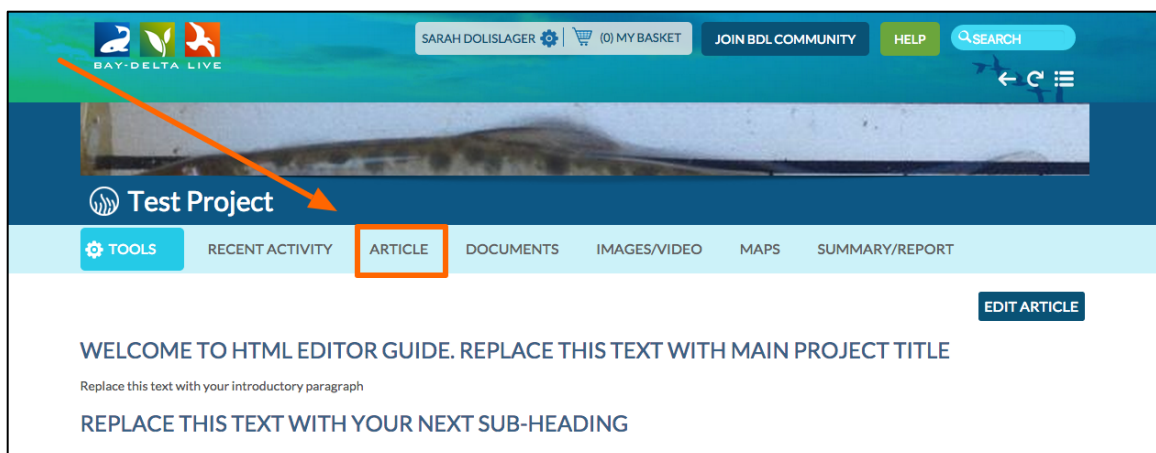 BAY-DELTA LIVE
SARAH DOLISLAGER (0) MY BASKET JOIN BDL COMMUNITY HELP SEARCH
Test Project
TOOLS RECENT ACTIVITY ARTICLE DOCUMENTS IMAGES/VIDEO MAPS SUMMARY/REPORT
EDIT ARTICLE
WELCOME TO HTML EDITOR GUIDE. REPLACE THIS TEXT WITH MAIN PROJECT TITLE
Replace this text with your introductory paragraph
REPLACE THIS TEXT WITH YOUR NEXT SUB-HEADING